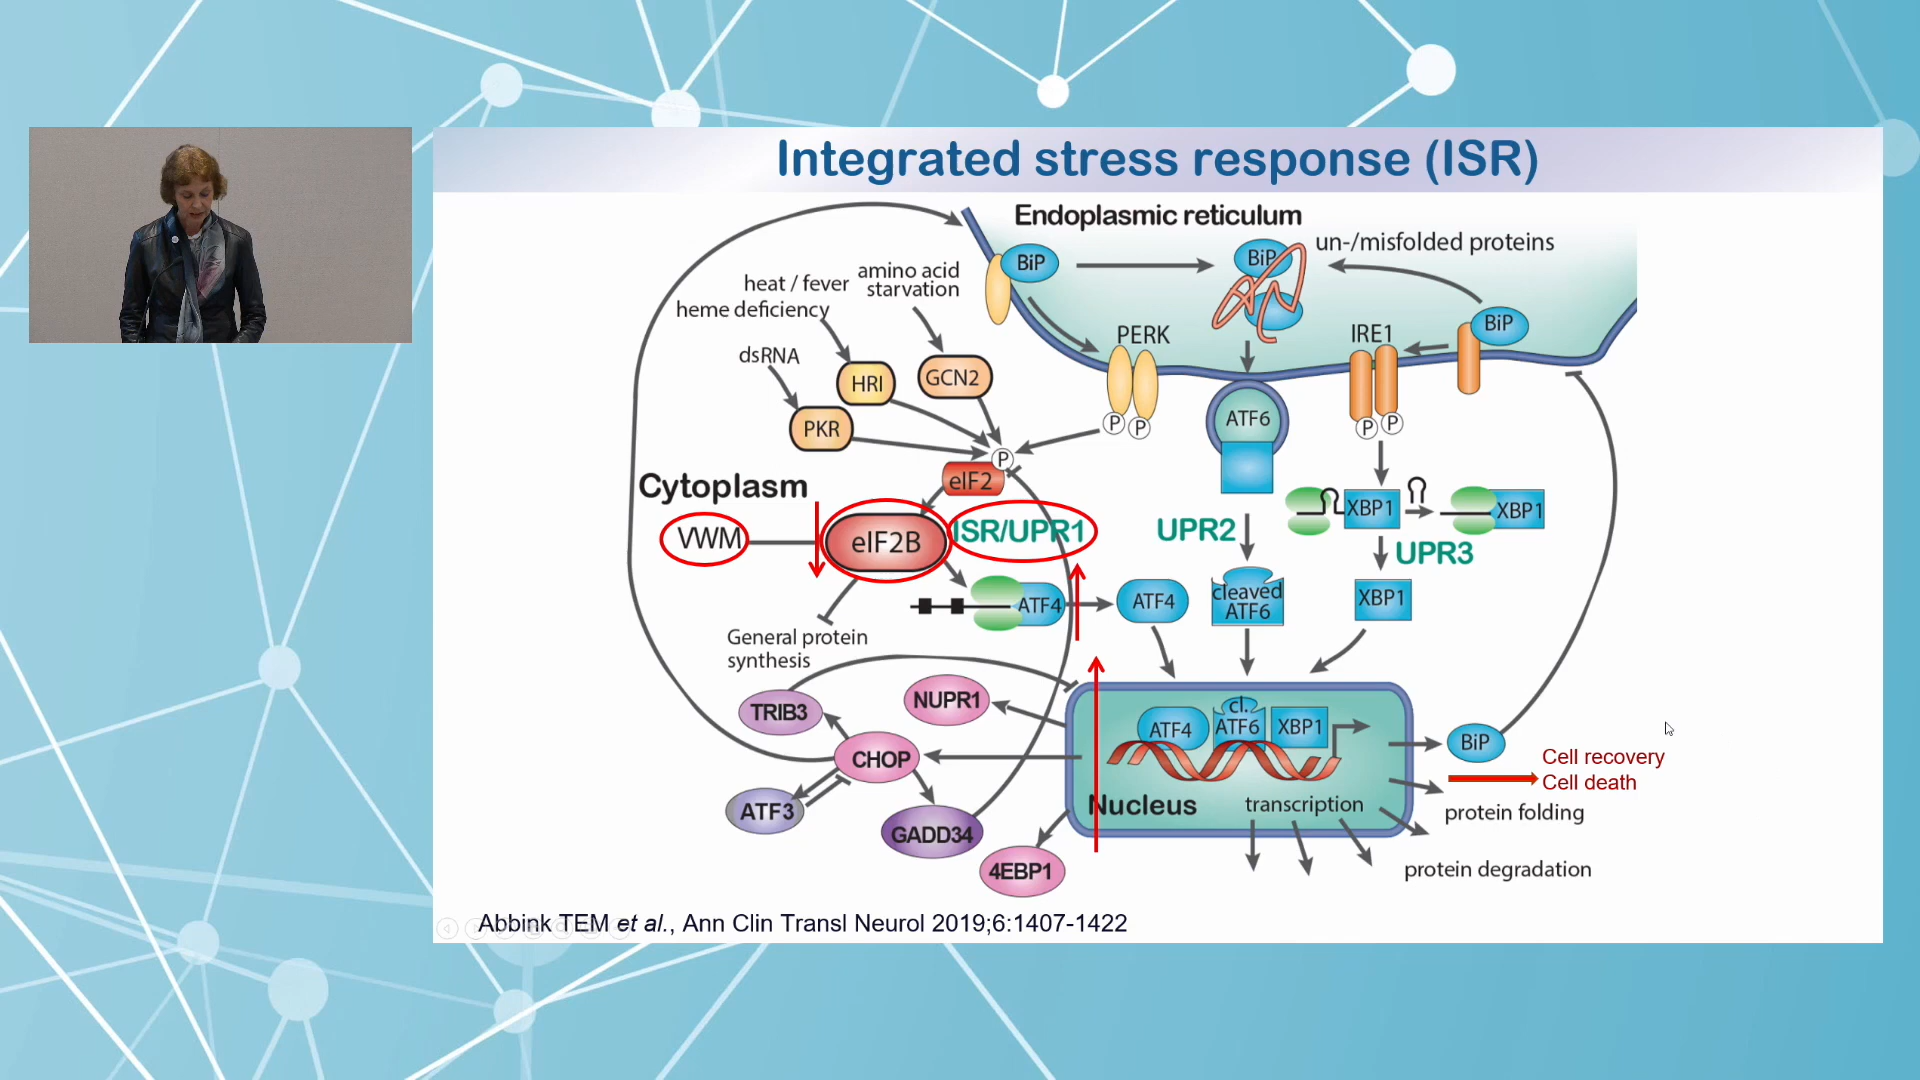 Integrated stress response (ISR)
Endoplasmic reticulum
BiP
BiP
un-/misfolded proteins
amino acid
starvation
heat / fever
heme deficiency
dsRNA
PERK
IRE1
BiP
HRI
GCN2
PKR
ATF6
P
P
P
P
P
eIF2
Cytoplasm
VWM
eIF2B
ISR/UPR1
UPR2
XBP1
XBP1
UPR3
ATF4
ATF4
cleaved
ATF6
XBP1
General protein
synthesis
TRIB3
NUPR1
CHOP
ATF3
GADD34
4EBP1
ATF4
cl.
ATF6
XBP1
Nucleus
transcription
BiP
Cell recovery
Cell death
protein folding
protein degradation
Abbink TEM et al., Ann Clin Transl Neurol 2019;6:1407-1422